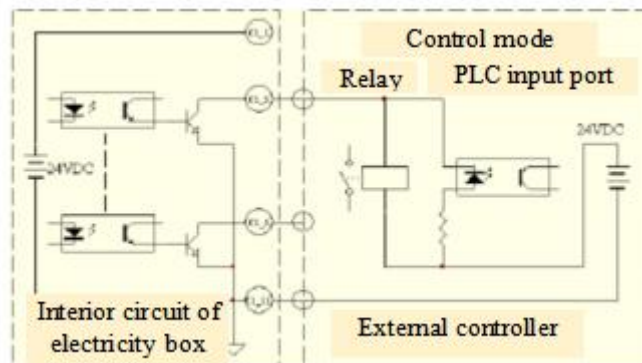 Control mode
Relay
PLC input port
24VDC
24VDC
Interior circuit of
electricity box
External controller